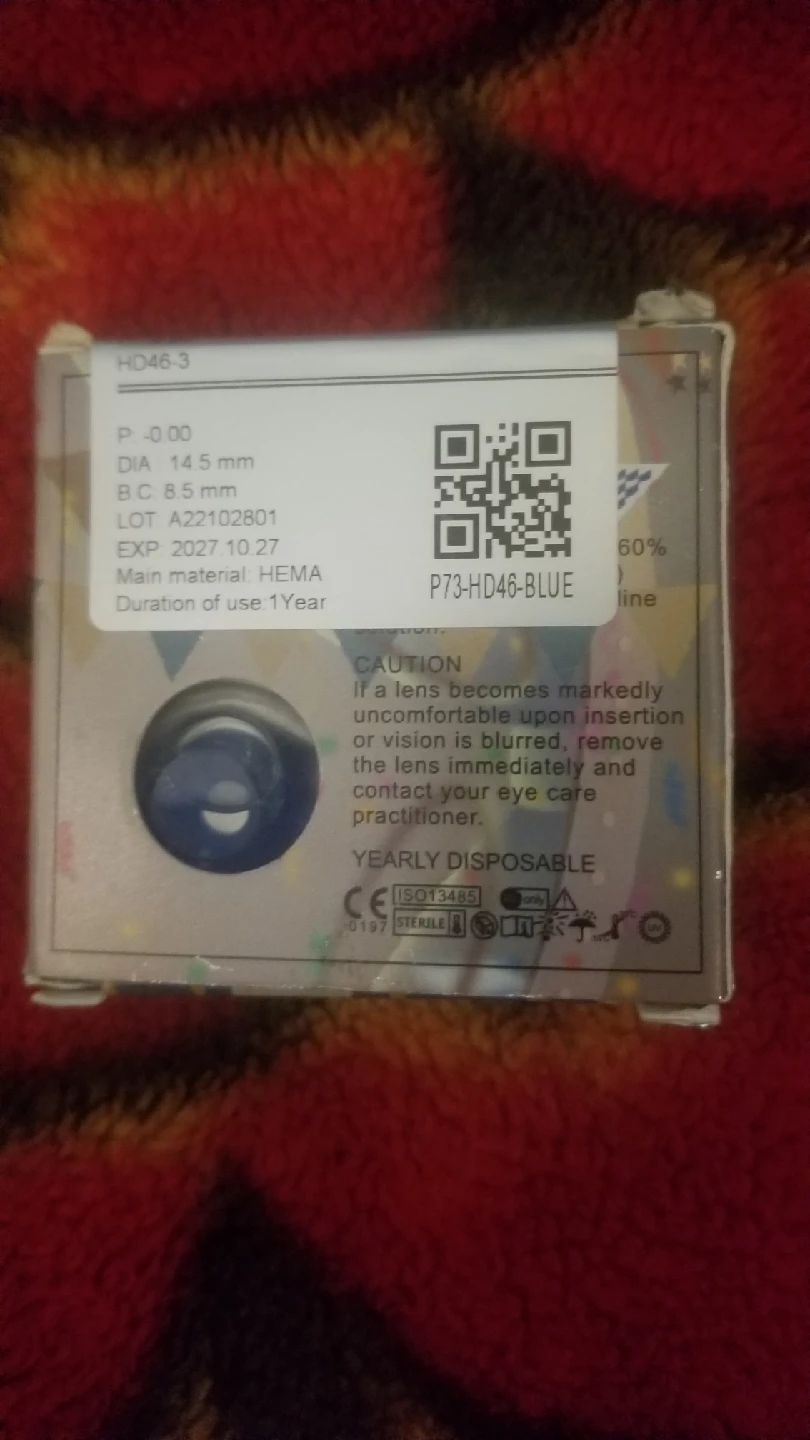 HD46-3
P: -0.00
DIA : 14.5 mm
B.C: 8.5 mm
LOT: A22102801
EXP: 2027.10.27
Main material: HEMA
Duration of use:1Year
P73-HD46-BLUE
60%
)
line
solution.
CAUTION
If a lens becomes markedly
uncomfortable upon insertion
or vision is blurred, remove
the lens immediately and
contact your eye care
practitioner.
YEARLY DISPOSABLE
CE ISO13485 only
0197 STERILE UV